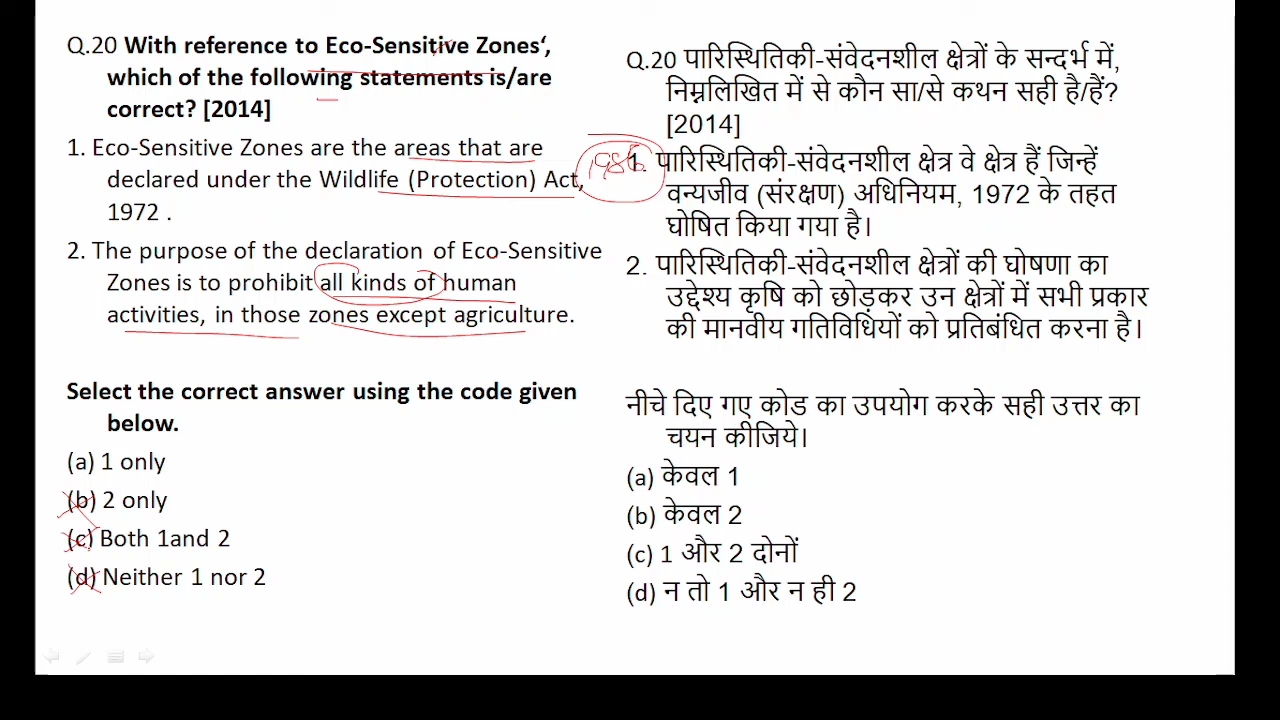 Q.20 With reference to Eco-Sensitive Zones‘,
which of the following statements is/are
correct? [2014]
1. Eco-Sensitive Zones are the areas that are
declared under the Wildlife (Protection) Act,
1972 .
2. The purpose of the declaration of Eco-Sensitive
Zones is to prohibit all kinds of human
activities, in those zones except agriculture.
Select the correct answer using the code given
below.
(a) 1 only
(b) 2 only
(c) Both 1and 2
(d) Neither 1 nor 2
1986
Q.20 पारिस्थितिकी-संवेदनशील क्षेत्रों के सन्दर्भ में,
निम्नलिखित में से कौन सा/से कथन सही है/हैं?
[2014]
1. पारिस्थितिकी-संवेदनशील क्षेत्र वे क्षेत्र हैं जिन्हें
वन्यजीव (संरक्षण) अधिनियम, 1972 के तहत
घोषित किया गया है।
2. पारिस्थितिकी-संवेदनशील क्षेत्रों की घोषणा का
उद्देश्य कृषि को छोड़कर उन क्षेत्रों में सभी प्रकार
की मानवीय गतिविधियों को प्रतिबंधित करना है।
नीचे दिए गए कोड का उपयोग करके सही उत्तर का
चयन कीजिये।
(a) केवल 1
(b) केवल 2
(c) 1 और 2 दोनों
(d) न तो 1 और न ही 2